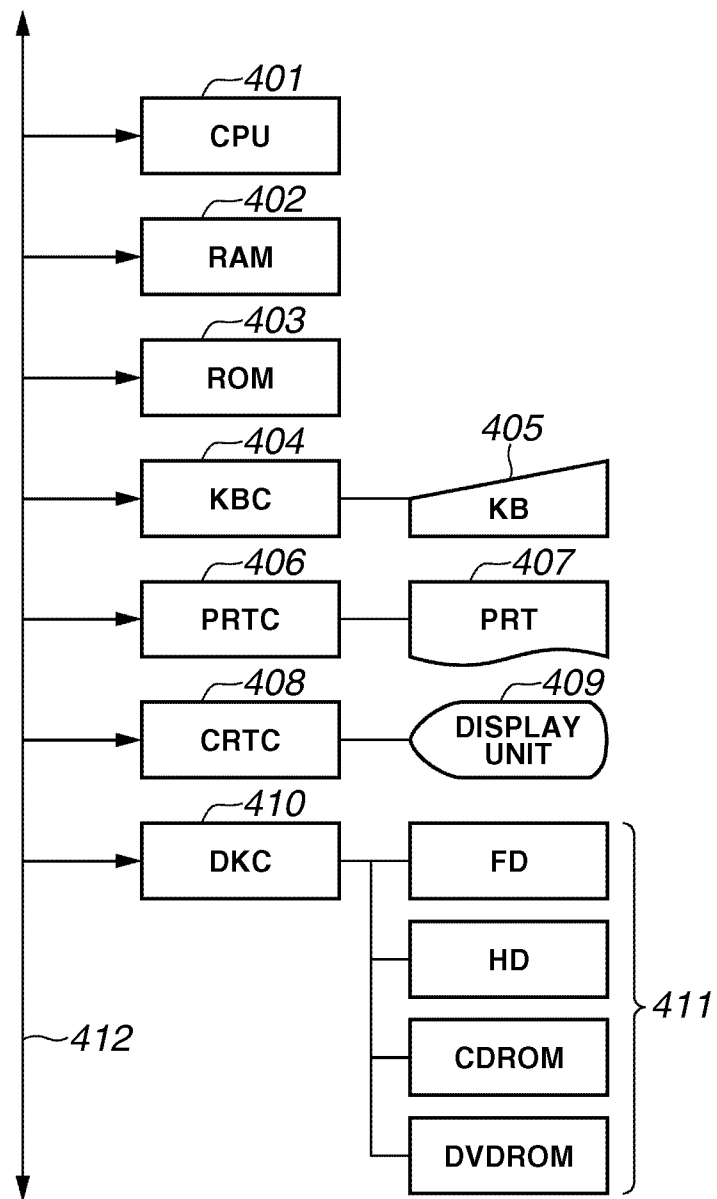 401
CPU
402
RAM
403
ROM
404
KBC
405
KB
406
PRTC
407
PRT
408
CRTC
409
DISPLAY
UNIT
410
DKC
FD
HD
CDROM
DVDROM
411
412